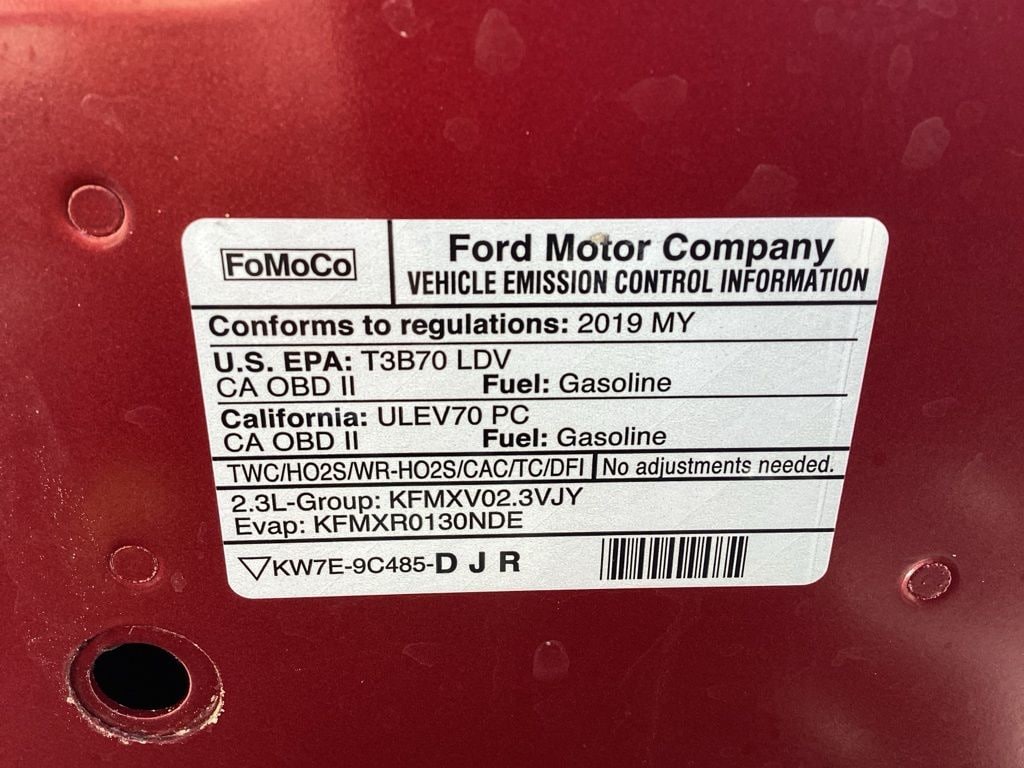 FoMoCo
Ford Motor Company
VEHICLE EMISSION CONTROL INFORMATION
Conforms to regulations: 2019 MY
U.S. EPA: T3B70 LDV
CA OBD II Fuel: Gasoline
California: ULEV70 PC
CA OBD II Fuel: Gasoline
TWC/HO2S/WR-HO2S/CAC/TC/DFI No adjustments needed.
2.3L-Group: KFMXV02.3VJY
Evap: KFMXR0130NDE
▽KW7E-9C485-D J R